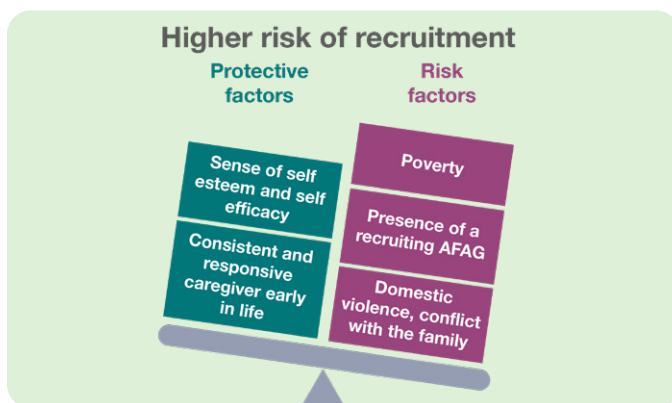 Higher risk of recruitment
Protective
factors
Risk
factors
Sense of self
esteem and self
efficacy
Consistent and
responsive
caregiver early
in life
Poverty
Presence of a
recruiting AFAG
Domestic
violence, conflict
with the family